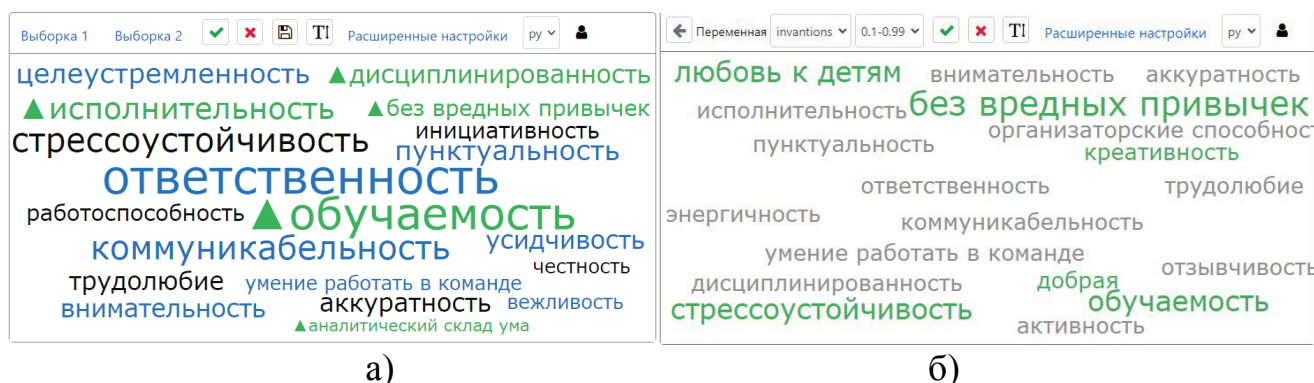 Выборка 1 Выборка 2 T Расширенные настройки ру
целеустремленность ▲дисциплинированность
▲исполнительность ▲без вредных привычек
стрессоустойчивость инициативность
пунктуальность
ответственность
работоспособность ▲обучаемость
коммуникабельность усидчивость
честность
трудолюбие умение работать в команде
внимательность аккуратность вежливость
▲аналитический склад ума
а)
Переменная invantions 0.1-0.99 T Расширенные настройки ру
любовь к детям внимательность аккуратность
исполнительность без вредных привычек
организаторские способност
пунктуальность креативность
ответственность трудолюбие
энергичность коммуникабельность
умение работать в команде
отзывчивость
дисциплинированность добрая
стрессоустойчивость обучаемость
активность
б)